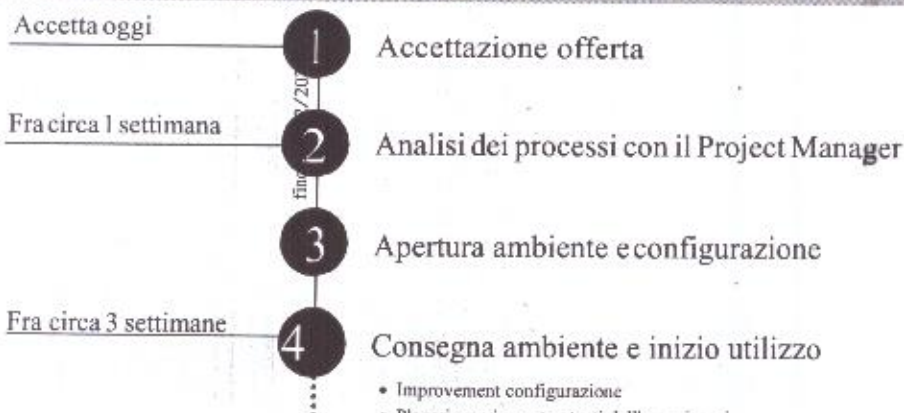 Accetta oggi
1
Accettazione offerta
Fra circa 1 settimana
2
Analisi dei processi con il Project Manager
3
Apertura ambiente e configurazione
Fra circa 3 settimane
4
Consegna ambiente e inizio utilizzo
• Improvement configurazione